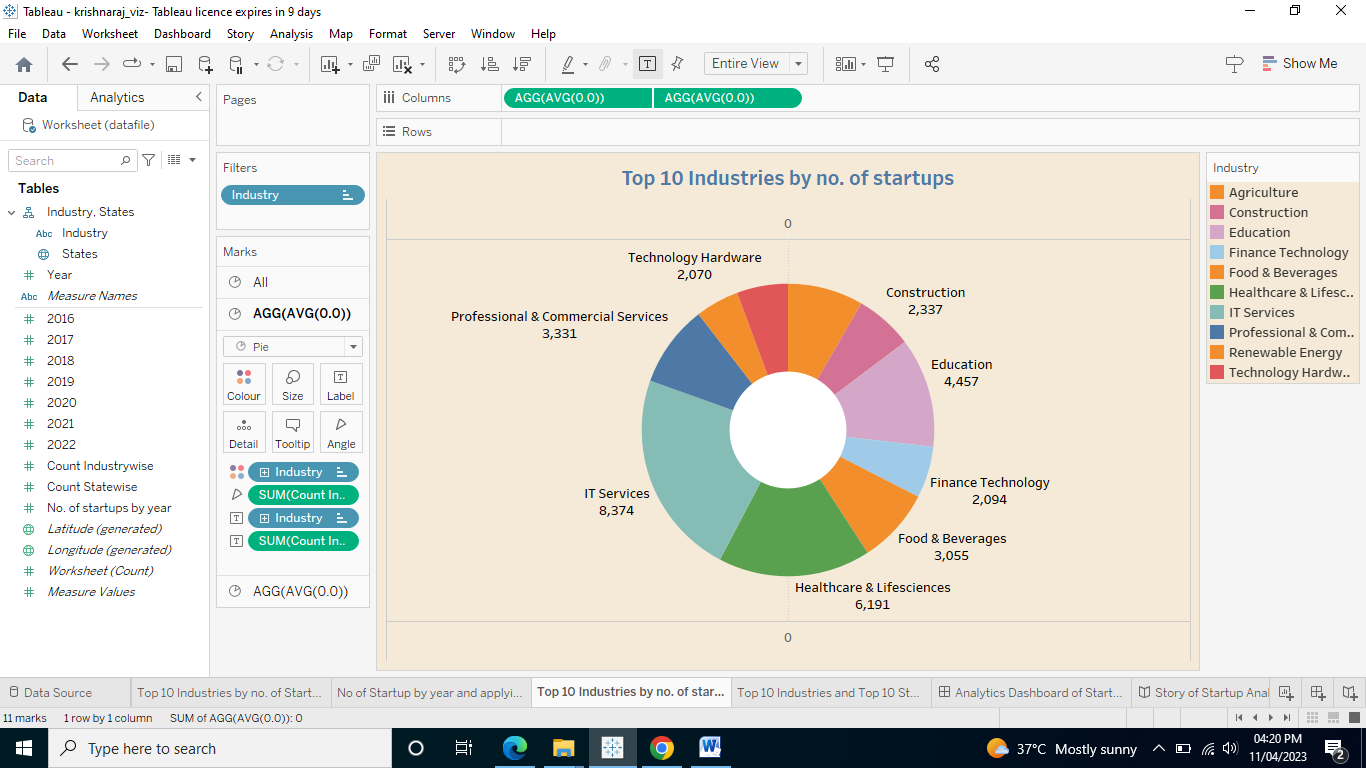 Tableau - krishnaraj_viz- Tableau licence expires in 9 days
File Data Worksheet Dashboard Story Analysis Map Format Server Window Help
Entire View
Show Me
Data Analytics
Worksheet (datafile)
Search
Tables
Industry, States
Abc Industry
States
Year
Abc Measure Names
2016
2017
2018
2019
2020
2021
2022
Count Industrywise
Count Statewise
No. of startups by year
Latitude (generated)
Longitude (generated)
Worksheet (Count)
Measure Values
Pages
Filters
Industry
Marks
All
AGG(AVG(0.0))
Pie
Colour Size Label
Detail Tooltip Angle
Industry
SUM(Count In..
Industry
SUM(Count In..
AGG(AVG(0.0))
Columns AGG(AVG(0.0)) AGG(AVG(0.0))
Rows
Top 10 Industries by no. of startups
0
Technology Hardware
2,070
Construction
2,337
Professional & Commercial Services
3,331
Education
4,457
Finance Technology
2,094
IT Services
8,374
Food & Beverages
3,055
Healthcare & Lifesciences
6,191
0
Industry
Agriculture
Construction
Education
Finance Technology
Food & Beverages
Healthcare & Lifesc..
IT Services
Professional & Com..
Renewable Energy
Technology Hardw..
Data Source Top 10 Industries by no. of Start... No of Startup by year and applyi... Top 10 Industries by no. of star... Top 10 Industries and Top 10 St... Analytics Dashboard of Start... Story of Startup Anal
11 marks 1 row by 1 column SUM of AGG(AVG(0.0)): 0
Type here to search
37°C Mostly sunny
04:20 PM
11/04/2023
2